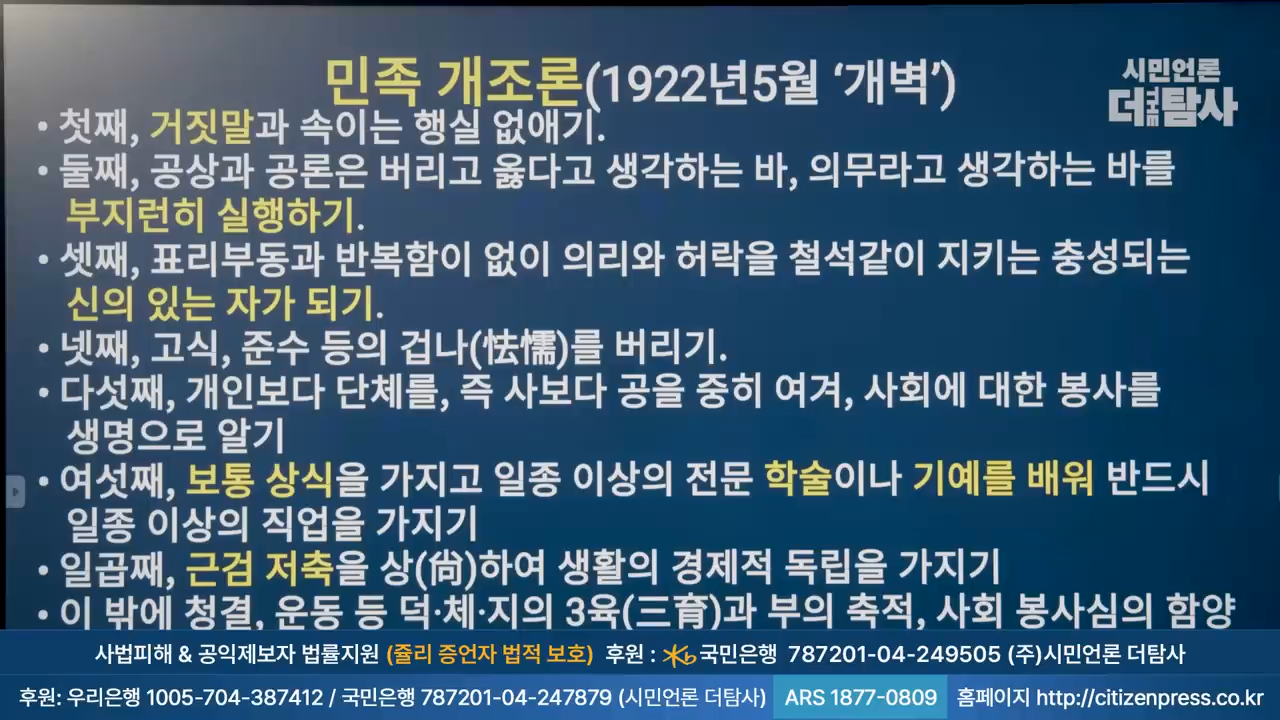 민족 개조론(1922년5월 ‘개벽’)
시민언론
더탐사
• 첫째, 거짓말과 속이는 행실 없애기.
• 둘째, 공상과 공론은 버리고 옳다고 생각하는 바, 의무라고 생각하는 바를
부지런히 실행하기.
• 셋째, 표리부동과 반복함이 없이 의리와 허락을 철석같이 지키는 충성되는
신의 있는 자가 되기.
• 넷째, 고식, 준수 등의 겁나(怯懦)를 버리기.
• 다섯째, 개인보다 단체를, 즉 사보다 공을 중히 여겨, 사회에 대한 봉사를
생명으로 알기
• 여섯째, 보통 상식을 가지고 일종 이상의 전문 학술이나 기예를 배워 반드시
일종 이상의 직업을 가지기
• 일곱째, 근검 저축을 상(尙)하여 생활의 경제적 독립을 가지기
• 이 밖에 청결, 운동 등 덕·체·지의 3육(三育)과 부의 축적, 사회 봉사심의 함양
사법피해 & 공익제보자 법률지원 (쥴리 증언자 법적 보호) 후원 : Kb 국민은행 787201-04-249505 (주)시민언론 더탐사
후원: 우리은행 1005-704-387412 / 국민은행 787201-04-247879 (시민언론 더탐사) ARS 1877-0809 홈페이지 http://citizenpress.co.kr